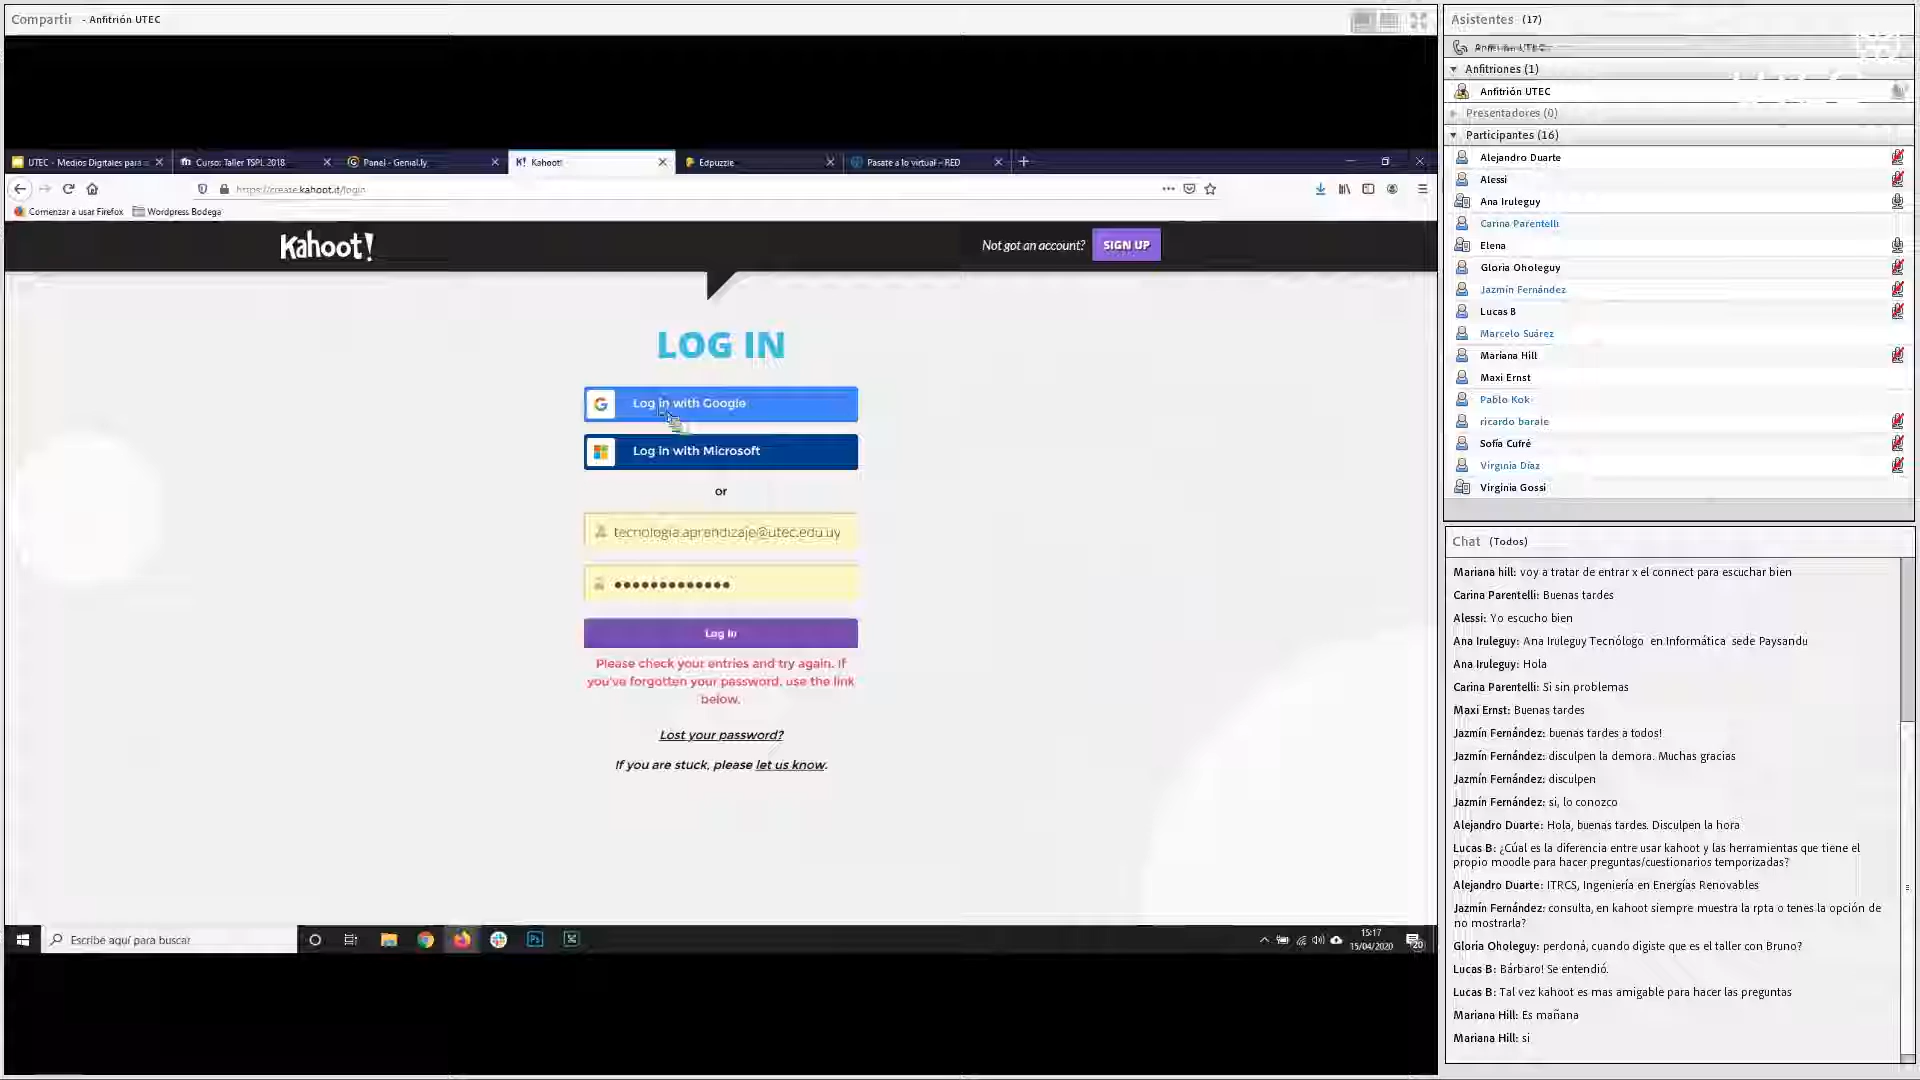 Compartir - Anfitrión UTEC
UTEC - Medios Digitales para
Curso: Taller TSPL 2018
Panel - Genial.ly
Kahoot!
Edpuzzle
Pasate a lo virtual - RED
https://create.kahoot.it/login
Comenzar a usar Firefox
Wordpress Bodega
Kahoot!
Not got an account?
SIGN UP
LOG IN
Log in with Google
Log in with Microsoft
or
tecnologia.aprendizaje@utec.edu.uy
Log in
Please check your entries and try again. If
you've forgotten your password, use the link
below.
Lost your password?
If you are stuck, please let us know.
Escribe aquí para buscar
15:17
15/04/2020
20
Asistentes (17)
Anfitriones (1)
Anfitrión UTEC
Presentadores (0)
Participantes (16)
Alejandro Duarte
Alessi
Ana Iruleguy
Carina Parentelli
Elena
Gloria Oholeguy
Jazmín Fernández
Lucas B
Marcelo Suárez
Mariana Hill
Maxi Ernst
Pablo Kok
ricardo barale
Sofía Cufré
Virginia Díaz
Virginia Gossi
Chat (Todos)
Mariana hill: voy a tratar de entrar x el connect para escuchar bien
Carina Parentelli: Buenas tardes
Alessi: Yo escucho bien
Ana Iruleguy: Ana Iruleguy Tecnólogo en Informática sede Paysandu
Ana Iruleguy: Hola
Carina Parentelli: Si sin problemas
Maxi Ernst: Buenas tardes
Jazmín Fernández: buenas tardes a todos!
Jazmín Fernández: disculpen la demora. Muchas gracias
Jazmín Fernández: disculpen
Jazmín Fernández: si, lo conozco
Alejandro Duarte: Hola, buenas tardes. Disculpen la hora
Lucas B: ¿Cúal es la diferencia entre usar kahoot y las herramientas que tiene el
propio moodle para hacer preguntas/cuestionarios temporizadas?
Alejandro Duarte: ITRCS, Ingeniería en Energías Renovables
Jazmín Fernández: consulta, en kahoot siempre muestra la rpta o tenes la opción de
no mostrarla?
Gloria Oholeguy: perdoná, cuando digiste que es el taller con Bruno?
Lucas B: Bárbaro! Se entendió.
Lucas B: Tal vez kahoot es mas amigable para hacer las preguntas
Mariana Hill: Es mañana
Mariana Hill: si